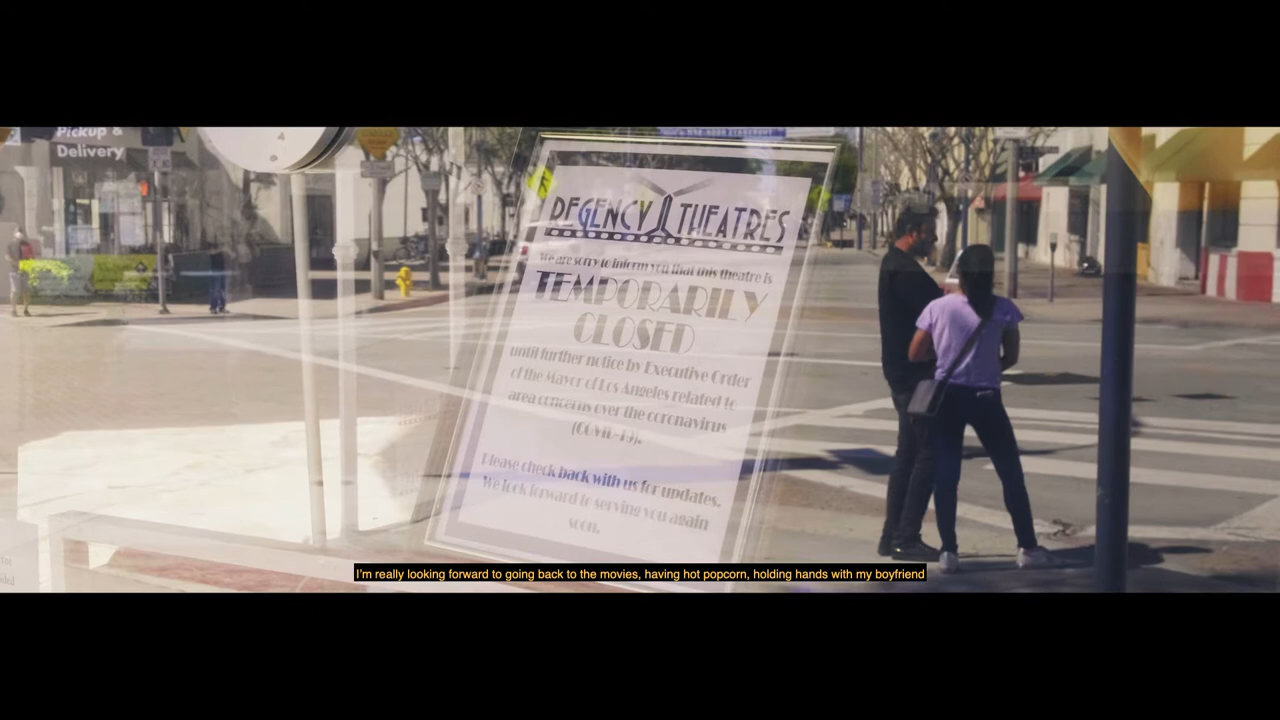 Pickup &
Delivery
4
REGENCY THEATRES
We are sorry to inform you that this theatre is
TEMPORARILY
CLOSED
until further notice by Executive Order
of the Mayor of Los Angeles related to
area concerns over the coronavirus
(COVID-19).
Please check back with us for updates.
We look forward to serving you again
soon.
I'm really looking forward to going back to the movies, having hot popcorn, holding hands with my boyfriend